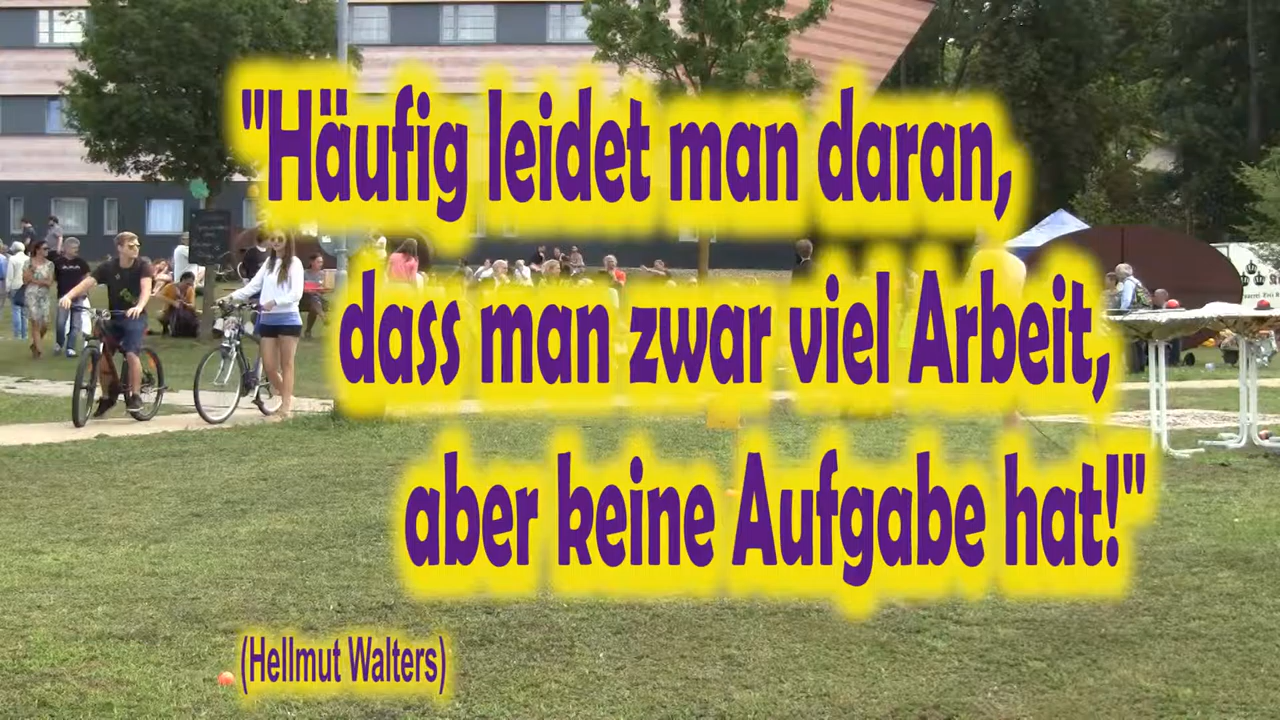 "Häufig leidet man daran,
dass man zwar viel Arbeit,
aber keine Aufgabe hat!"
(Hellmut Walters)